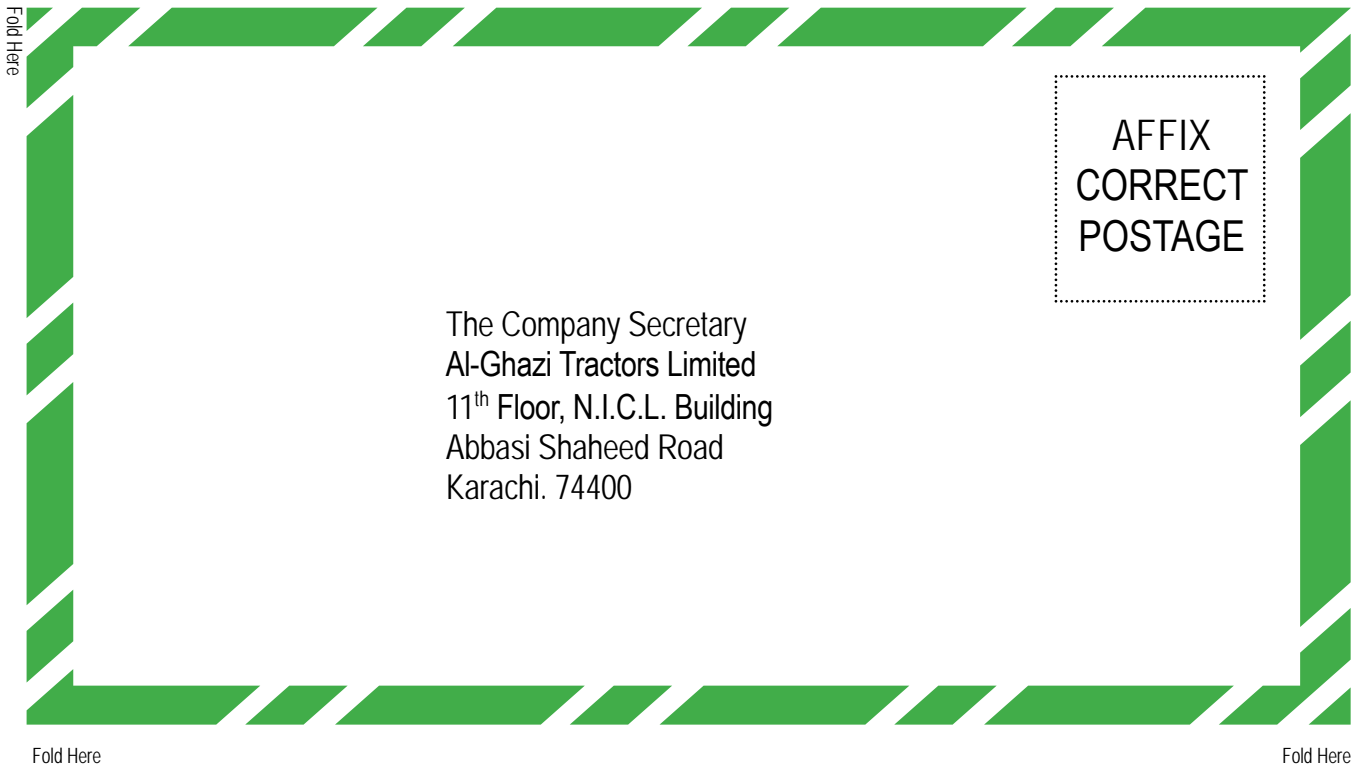 Fold Here
AFFIX
CORRECT
POSTAGE
The Company Secretary
Al-Ghazi Tractors Limited
11th Floor, N.I.C.L. Building
Abbasi Shaheed Road
Karachi. 74400
Fold Here
Fold Here